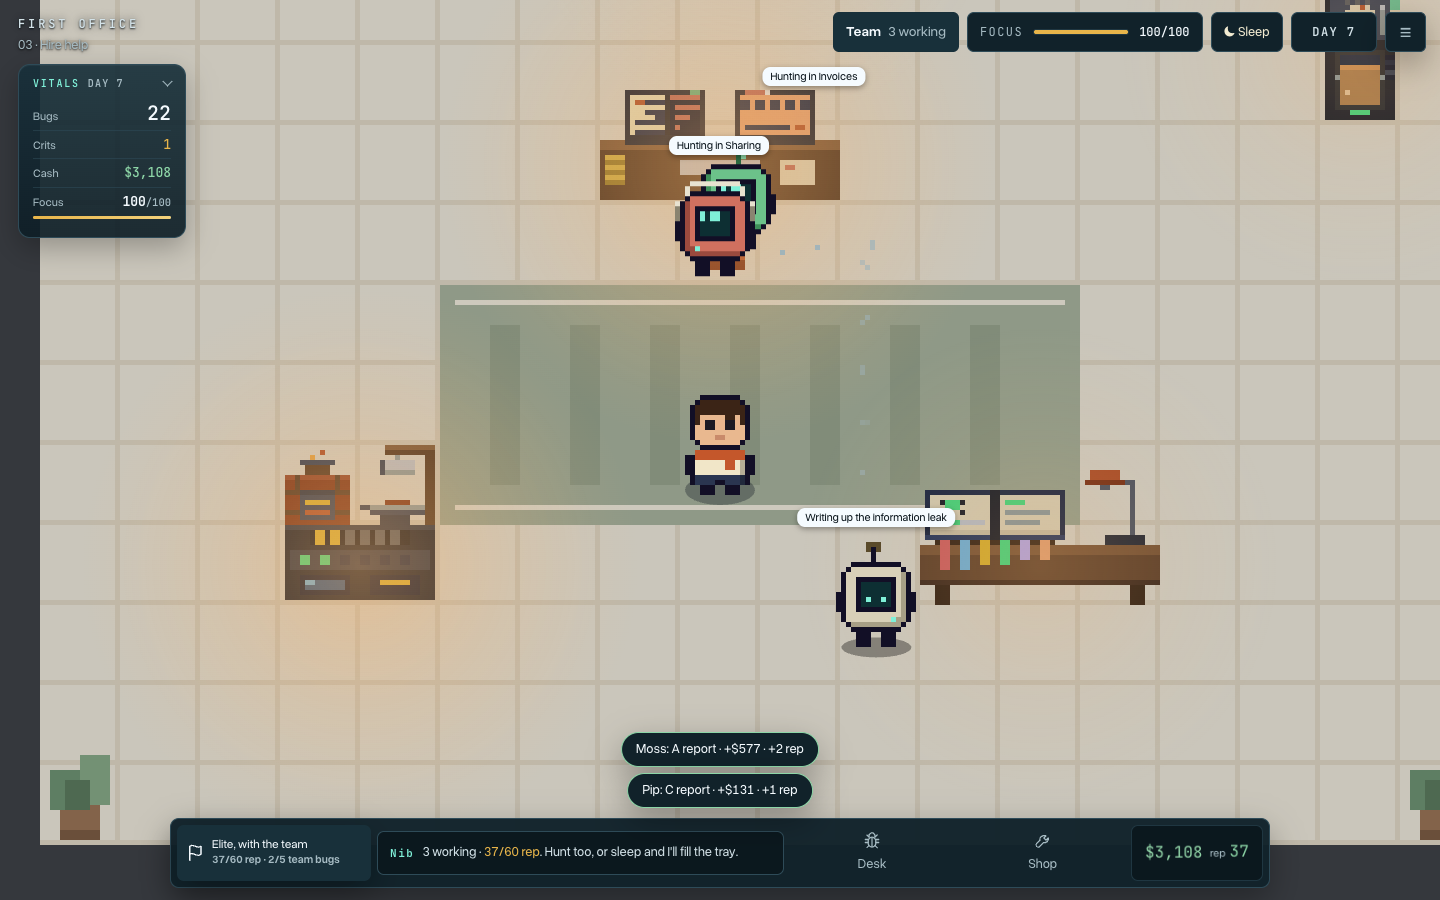 FIRST OFFICE
03 · Hire help
Team 3 working
FOCUS 100/100
Sleep
DAY 7
VITALS DAY 7
Bugs 22
Crits 1
Cash $3,108
Focus 100/100
Hunting in Invoices
Hunting in Sharing
Writing up the information leak
Moss: A report · +$577 · +2 rep
Pip: C report · +$131 · +1 rep
Elite, with the team
37/60 rep · 2/5 team bugs
Nib 3 working · 37/60 rep. Hunt too, or sleep and I'll fill the tray.
Desk
Shop
$3,108 rep 37